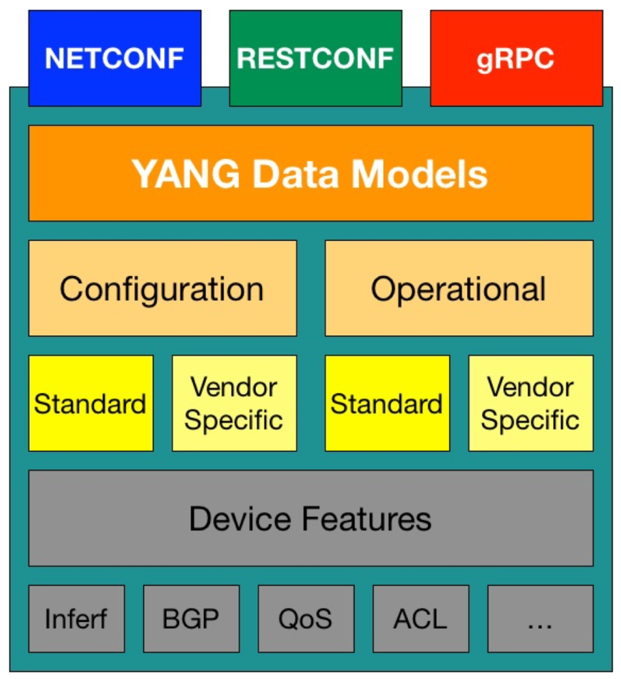 NETCONF
RESTCONF
gRPC
YANG Data Models
Configuration
Operational
Standard
Vendor
Specific
Standard
Vendor
Specific
Device Features
Inferf
BGP
QoS
ACL
...